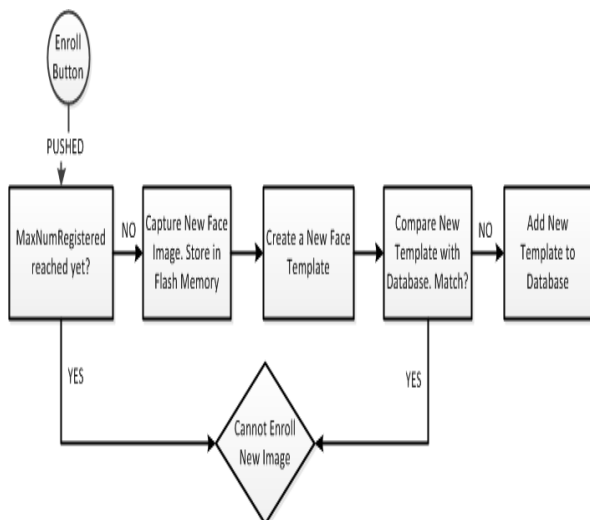 Enroll
Button
PUSHED
MaxNumRegistered
reached yet?
NO
Capture New Face
Image. Store in
Flash Memory
Create a New Face
Template
Compare New
Template with
Database. Match?
NO
Add New
Template to
Database
YES
YES
Cannot Enroll
New Image